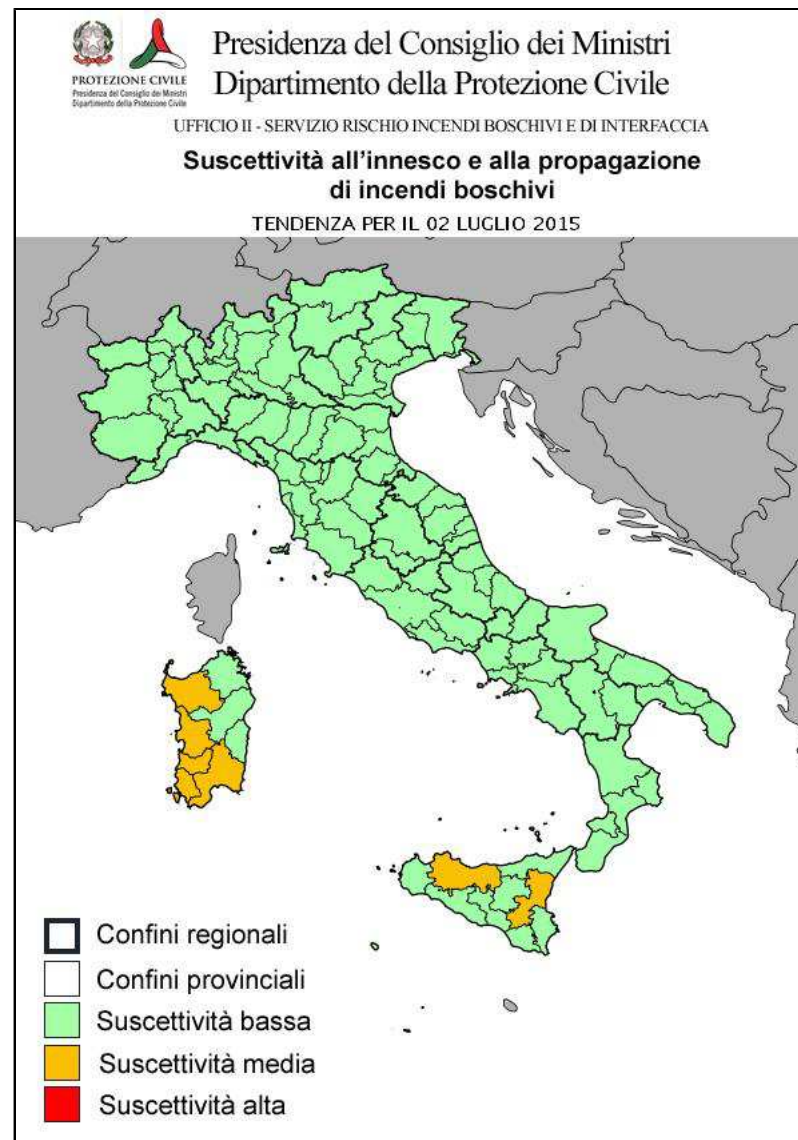 PROTEZIONE CIVILE
Presidenza del Consiglio dei Ministri
Dipartimento della Protezione Civile
Presidenza del Consiglio dei Ministri
Dipartimento della Protezione Civile
UFFICIO II - SERVIZIO RISCHIO INCENDI BOSCHIVI E DI INTERFACCIA
Suscettività all'innesco e alla propagazione
di incendi boschivi
TENDENZA PER IL 02 LUGLIO 2015
Confini regionali
Confini provinciali
Suscettività bassa
Suscettività media
Suscettività alta